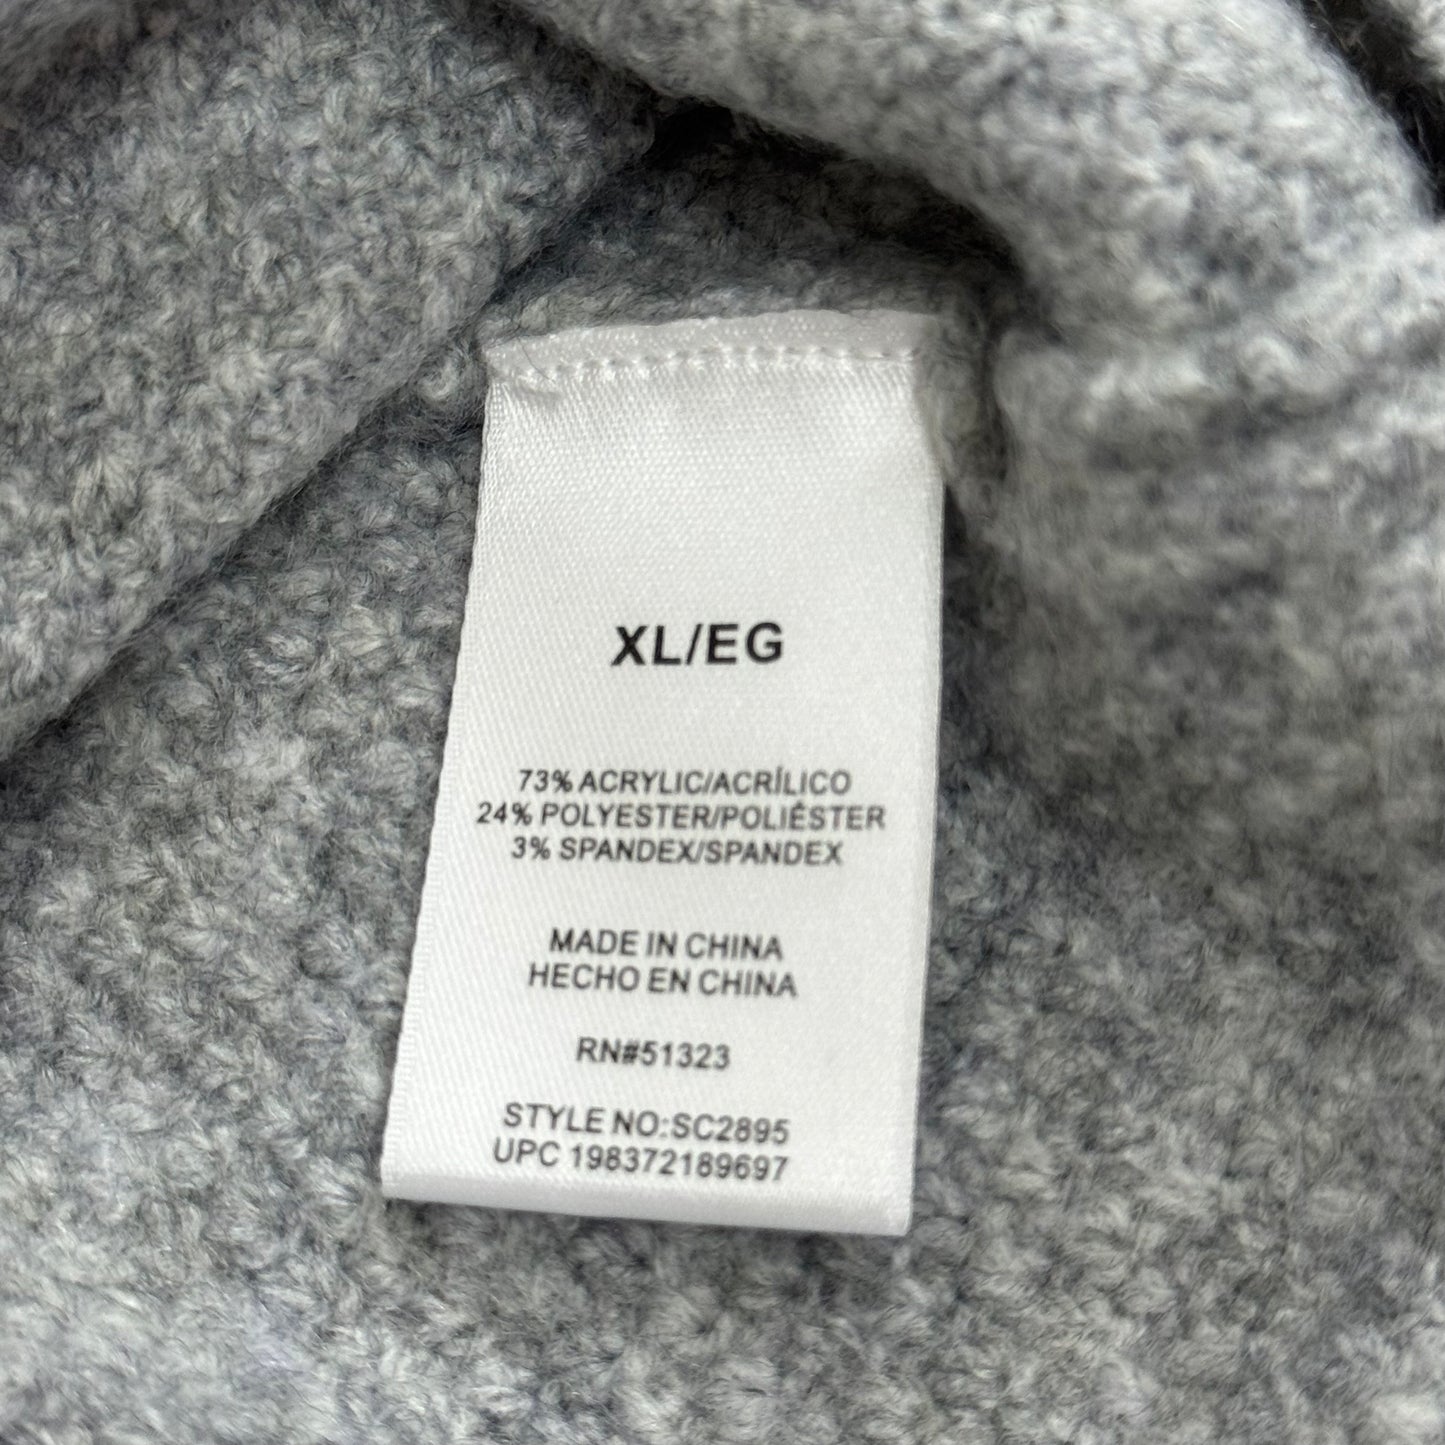 XL/EG
73% ACRYLIC/ACRÍLICO
24% POLYESTER/POLIÉSTER
3% SPANDEX/SPANDEX
MADE IN CHINA
HECHO EN CHINA
RN#51323
STYLE NO:SC2895
UPC 198372189697